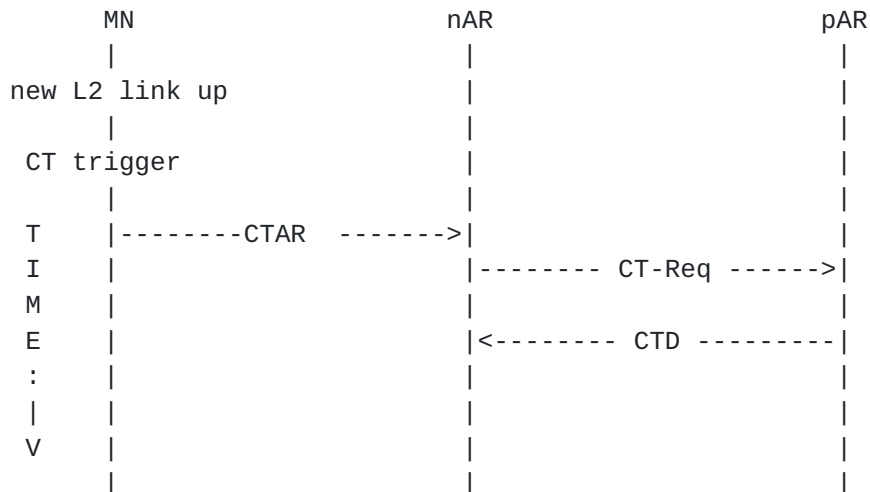 MN nAR pAR
| | |
new L2 link up | |
| | |
CT trigger | |
| | |
T |--------CTAR ------->| |
I | |-------- CT-Req ------>|
M | | |
E | |<-------- CTD ---------|
: | | |
| | | |
V | | |
| | |